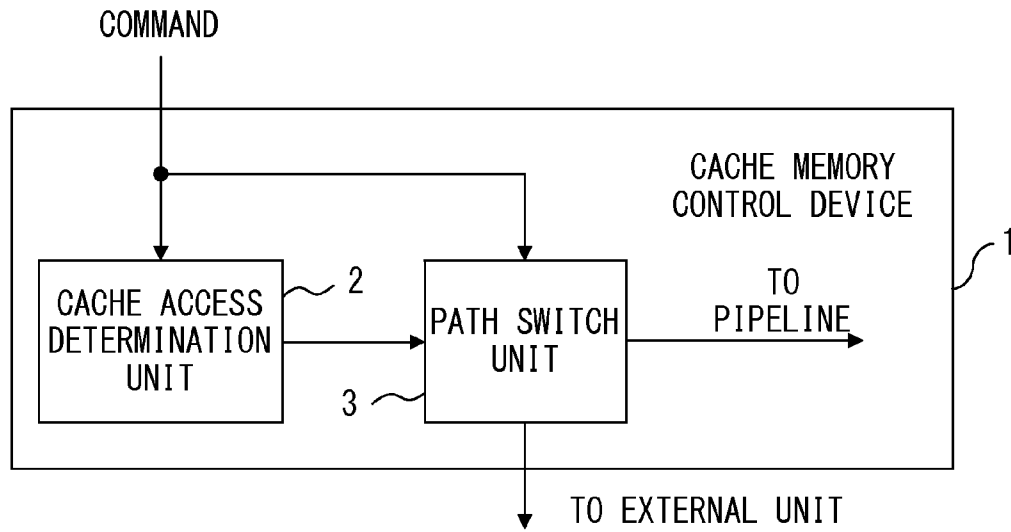 COMMAND
CACHE MEMORY
CONTROL DEVICE
1
CACHE ACCESS
DETERMINATION
UNIT
2
PATH SWITCH
UNIT
3
TO
PIPELINE
TO EXTERNAL UNIT